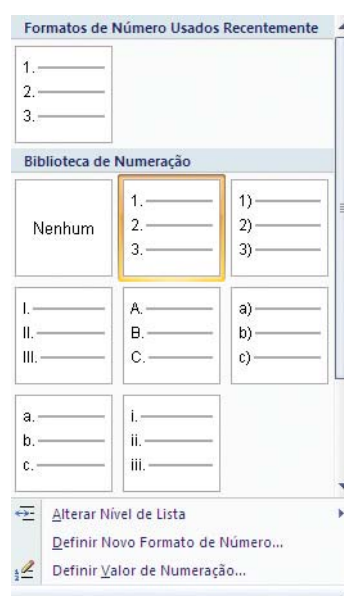 Formatos de Número Usados Recentemente
1.
2.
3.
Biblioteca de Numeração
Nenhum
1.
2.
3.
1)
2)
3)
I.
II.
III.
A.
B.
C.
a)
b)
c)
a.
b.
c.
i.
ii.
iii.
Alterar Nível de Lista
Definir Novo Formato de Número...
Definir Valor de Numeração...